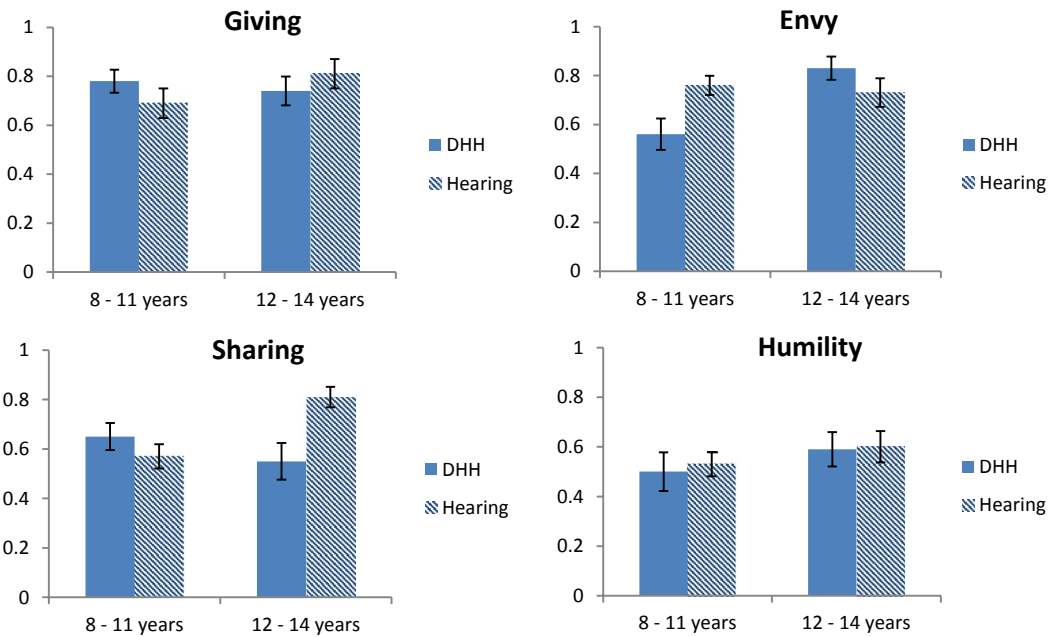 Giving
1
0.8
0.6
0.4
0.2
0
8 - 11 years
12 - 14 years
DHH
Hearing
Envy
1
0.8
0.6
0.4
0.2
0
8 - 11 years
12 - 14 years
DHH
Hearing
Sharing
1
0.8
0.6
0.4
0.2
0
8 - 11 years
12 - 14 years
DHH
Hearing
Humility
1
0.8
0.6
0.4
0.2
0
8 - 11 years
12 - 14 years
DHH
Hearing